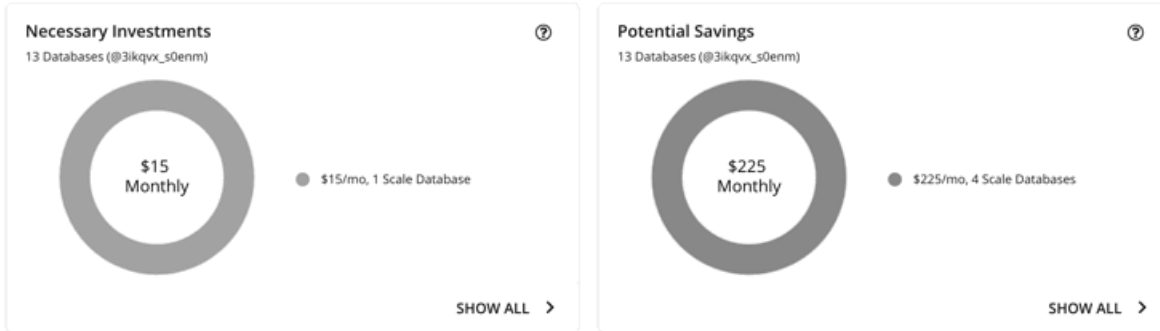 Necessary Investments
13 Databases (@3ikqvx_s0enm)
$15
Monthly
$15/mo, 1 Scale Database
SHOW ALL
Potential Savings
13 Databases (@3ikqvx_s0enm)
$225
Monthly
$225/mo, 4 Scale Databases
SHOW ALL